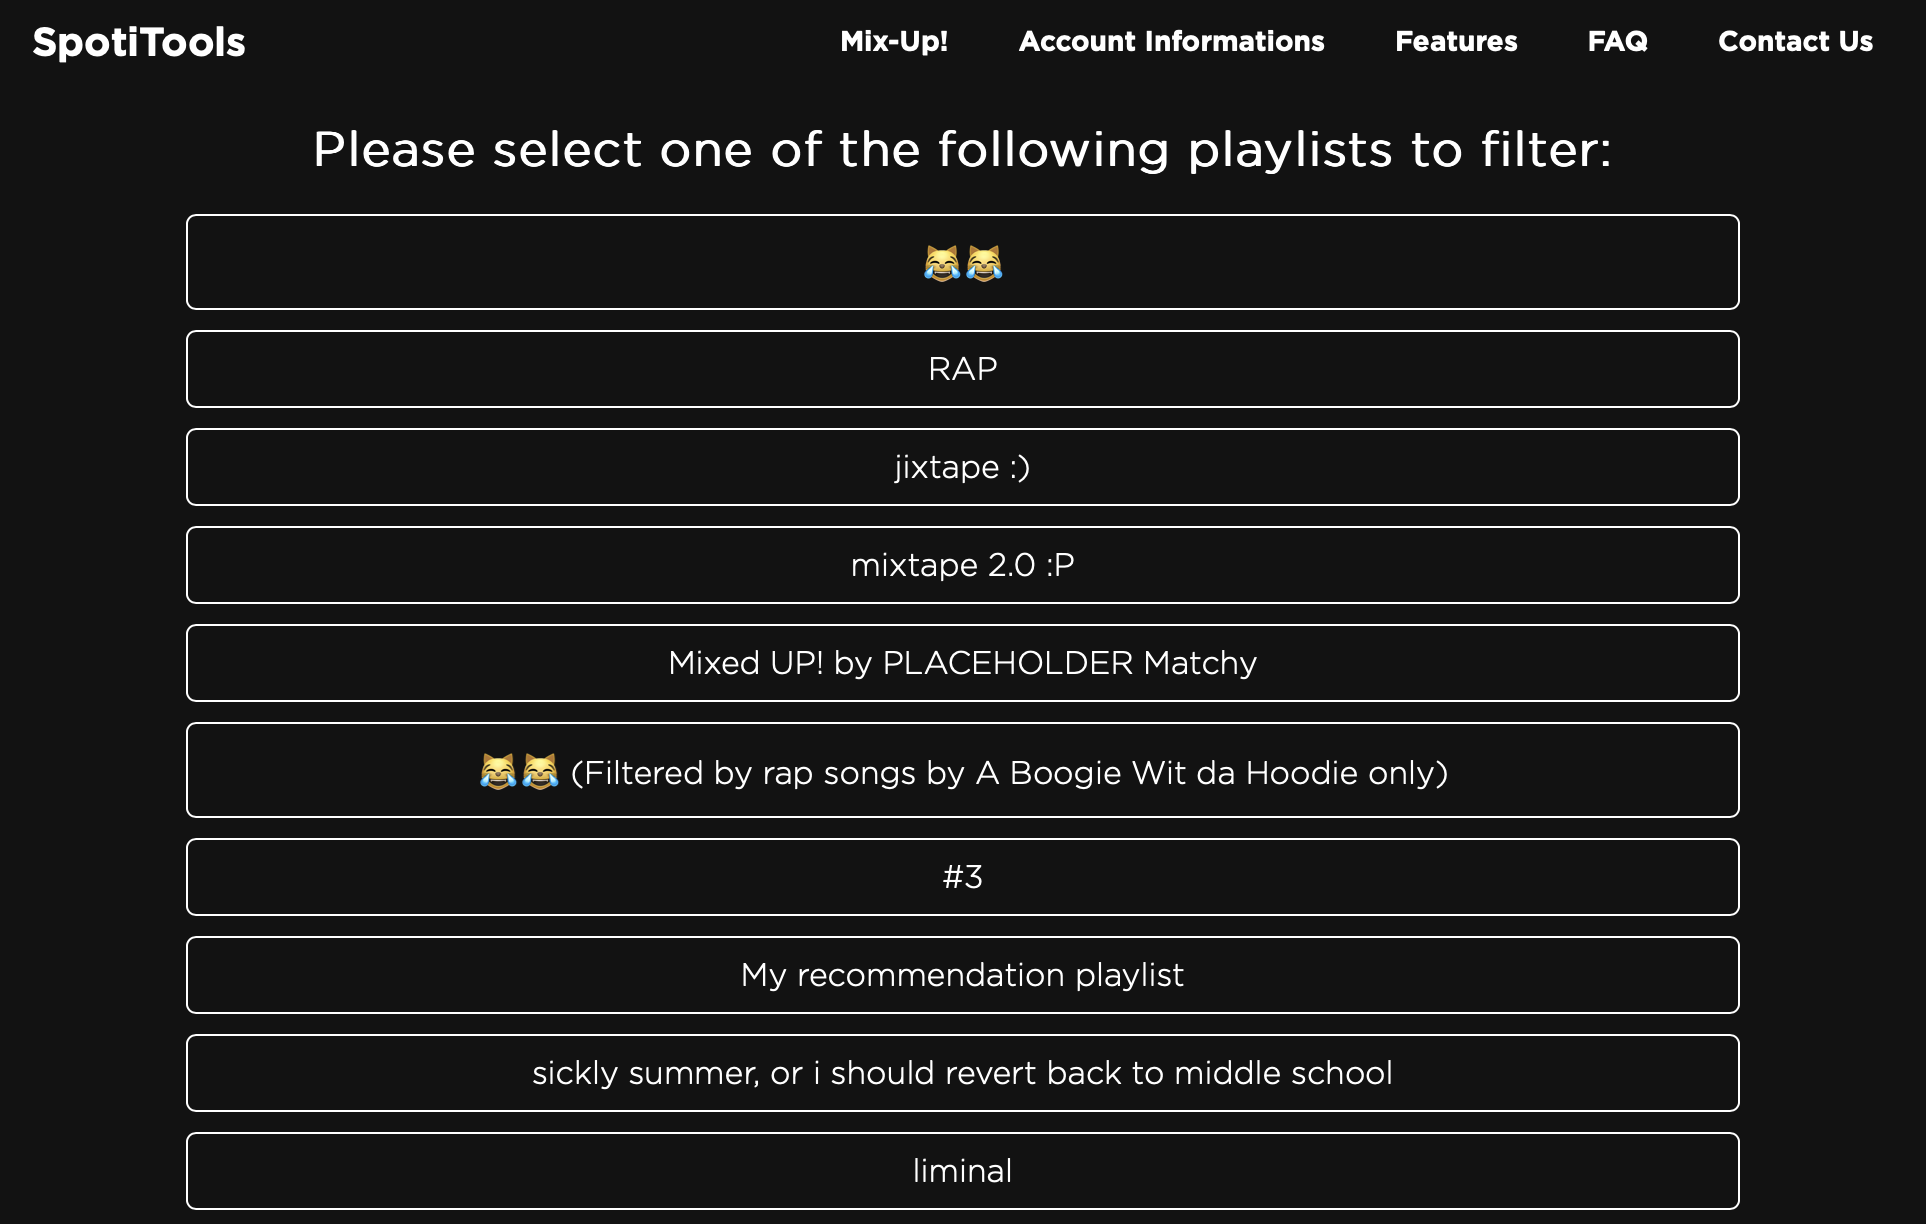 SpotiTools
Mix-Up!
Account Informations
Features
FAQ
Contact Us
Please select one of the following playlists to filter:
😹😹
RAP
jixtape :)
mixtape 2.0 :P
Mixed UP! by PLACEHOLDER Matchy
😹😹 (Filtered by rap songs by A Boogie Wit da Hoodie only)
#3
My recommendation playlist
sickly summer, or i should revert back to middle school
liminal